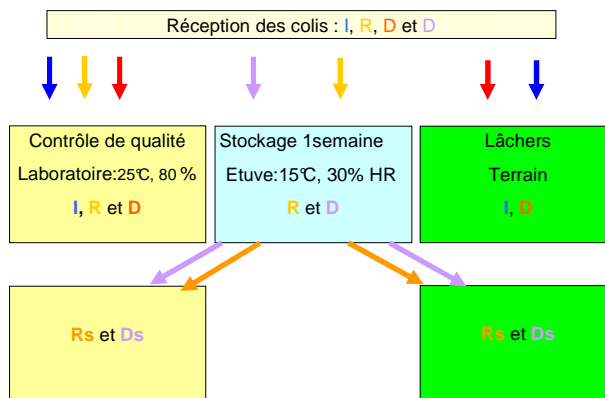 Réception des colis : I, R, D et D
Contrôle de qualité
Laboratoire:25℃, 80 %
I, R et D
Stockage 1semaine
Etuve:15℃, 30% HR
R et D
Lâchers
Terrain
I, D
Rs et Ds
Rs et Ds